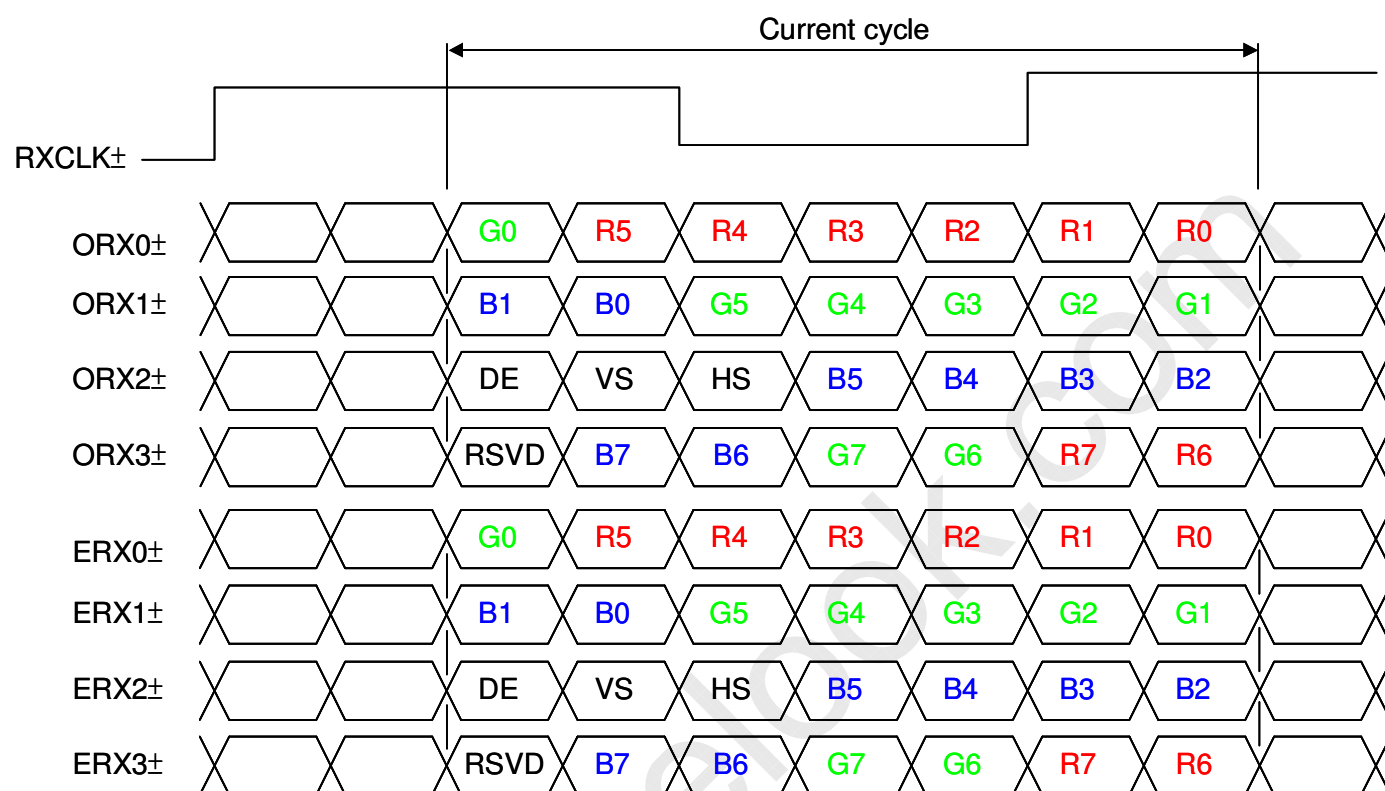 Current cycle
RXCLK±
ORX0± G0 R5 R4 R3 R2 R1 R0
ORX1± B1 B0 G5 G4 G3 G2 G1
ORX2± DE VS HS B5 B4 B3 B2
ORX3± RSVD B7 B6 G7 G6 R7 R6
ERX0± G0 R5 R4 R3 R2 R1 R0
ERX1± B1 B0 G5 G4 G3 G2 G1
ERX2± DE VS HS B5 B4 B3 B2
ERX3± RSVD B7 B6 G7 G6 R7 R6
elook.com